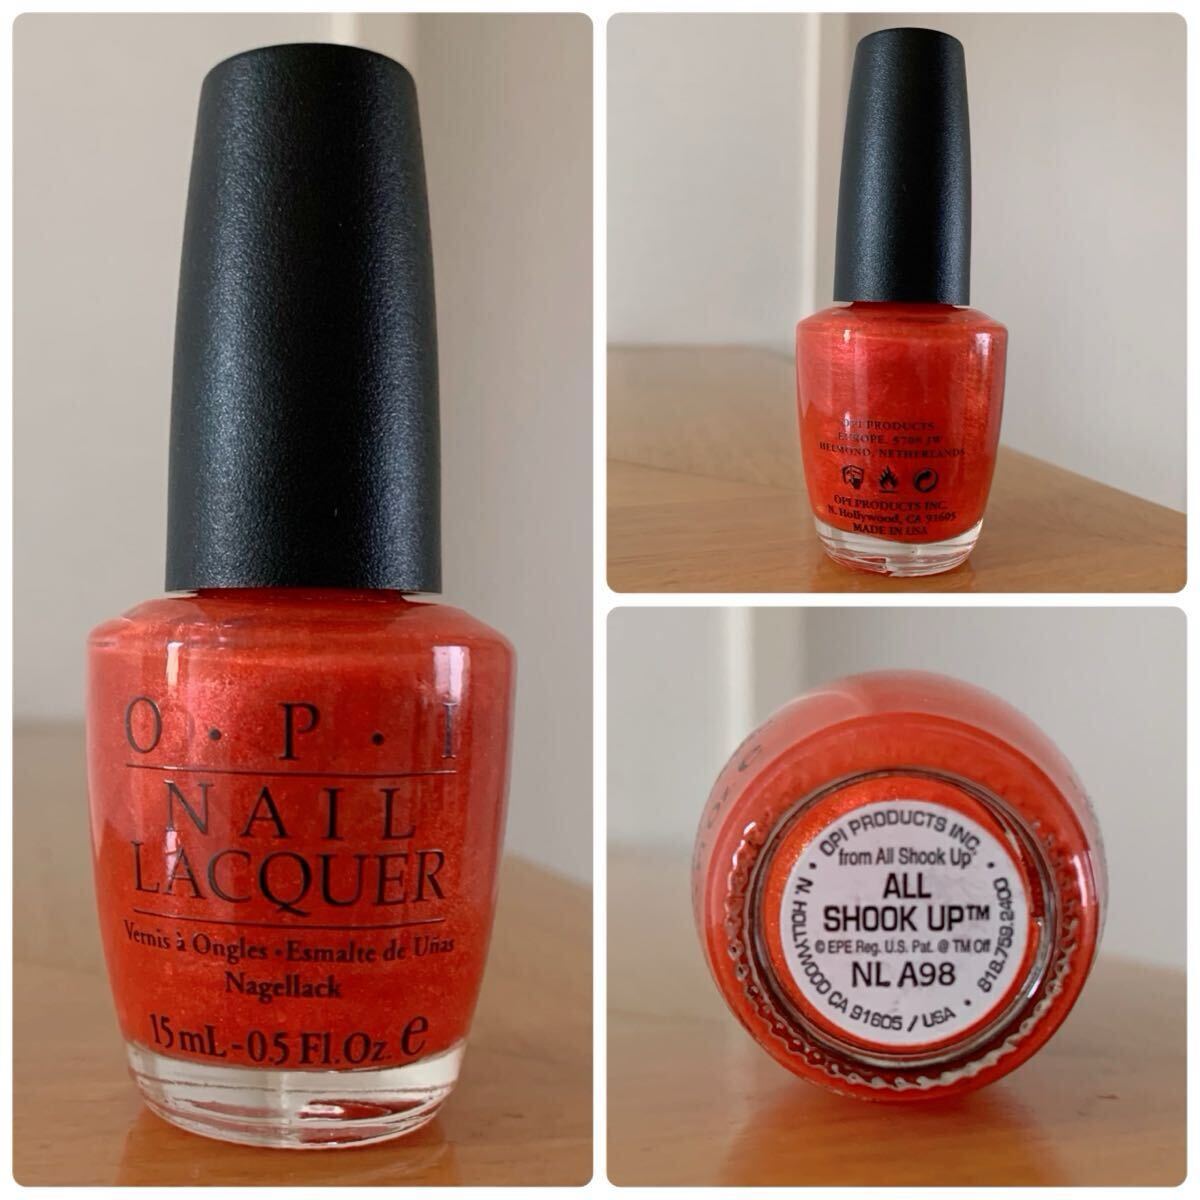 O · P · I
NAIL
LACQUER
Vernis à Ongles · Esmalte de Uñas
Nagellack
15 mL - 0.5 Fl. Oz. e
OPI PRODUCTS
EUROPE, 5708 JW
HELMOND, NETHERLANDS
OPI PRODUCTS INC.
N. Hollywood, CA 91605
MADE IN USA
· OPI PRODUCTS INC. ·
from All Shook Up
ALL
SHOOK UP™
© EPE Reg. U.S. Pat. @ TM Off
NL A98
N. HOLLYWOOD CA 91605 / USA · 818.759.2400